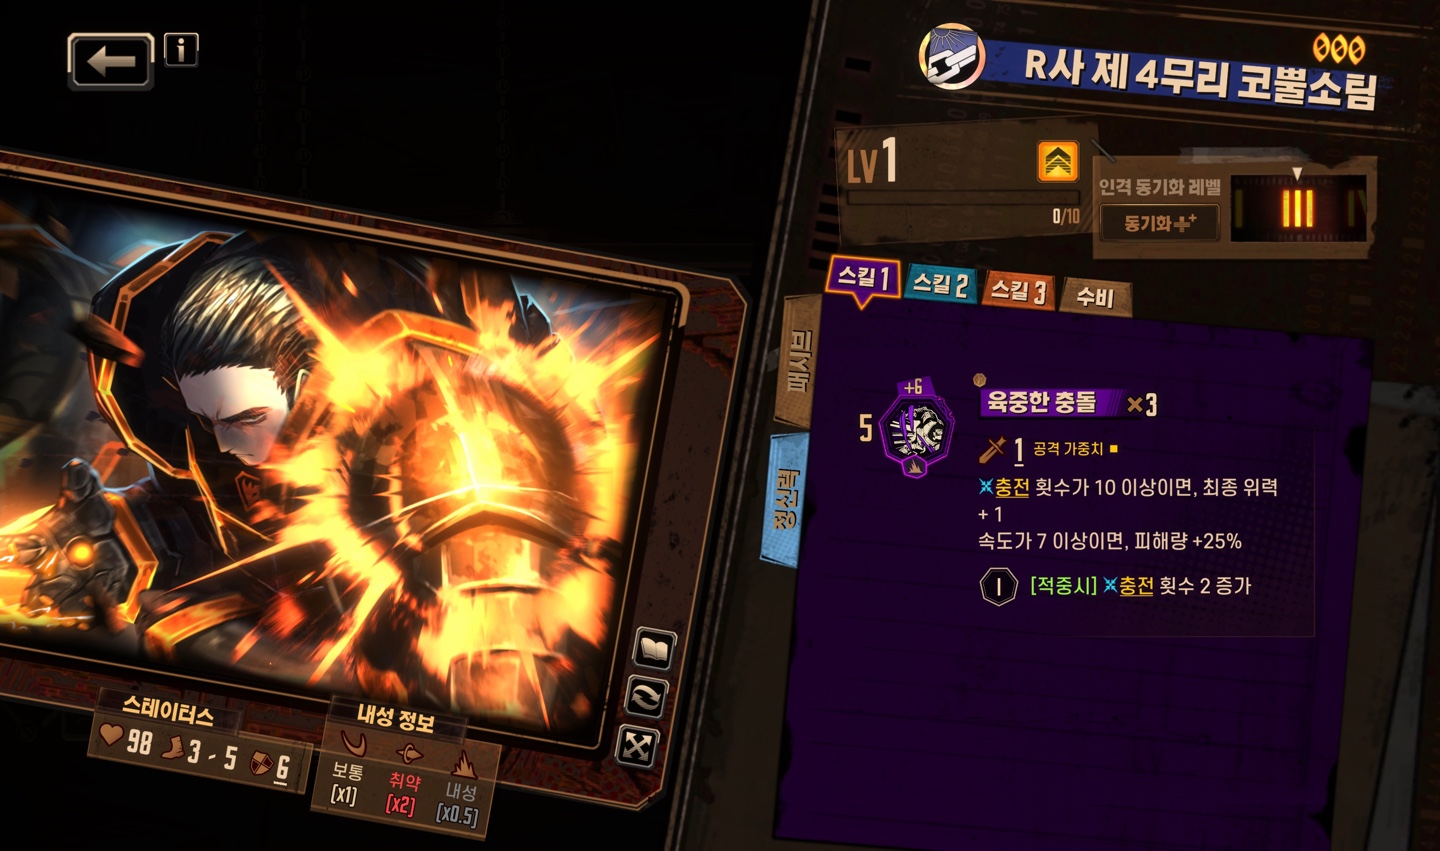 000
R사 제 4무리 코뿔소팀
LV1
0/10
인격 동기화 레벨
동기화++
스킬 1
스킬 2
스킬 3
수비
패시브
정신력
+6
5
육중한 충돌 ×3
1 공격 가중치
충전 횟수가 10 이상이면, 최종 위력
+ 1
속도가 7 이상이면, 피해량 +25%
I [적중시] 충전 횟수 2 증가
스테이터스
98 3 - 5 6
내성 정보
보통 취약 내성
[x1] [x2] [x0.5]